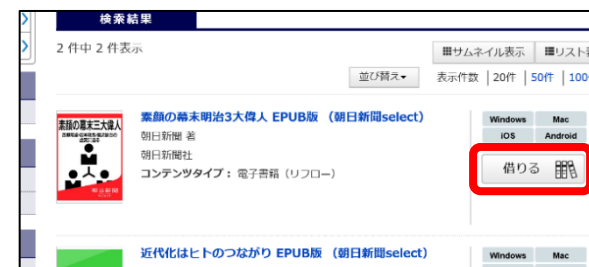 検索結果
2 件中 2 件表示
サムネイル表示 リスト
並び替え
表示件数 20件 50件 100
素顔の幕末明治3大偉人 EPUB版 （朝日新聞select）
朝日新聞 著
朝日新聞社
コンテンツタイプ： 電子書籍（リフロー）
素顔の幕末三大偉人
朝日新聞
Windows Mac
iOS Android
借りる
近代化はヒトのつながり EPUB版 （朝日新聞select）
Windows Mac